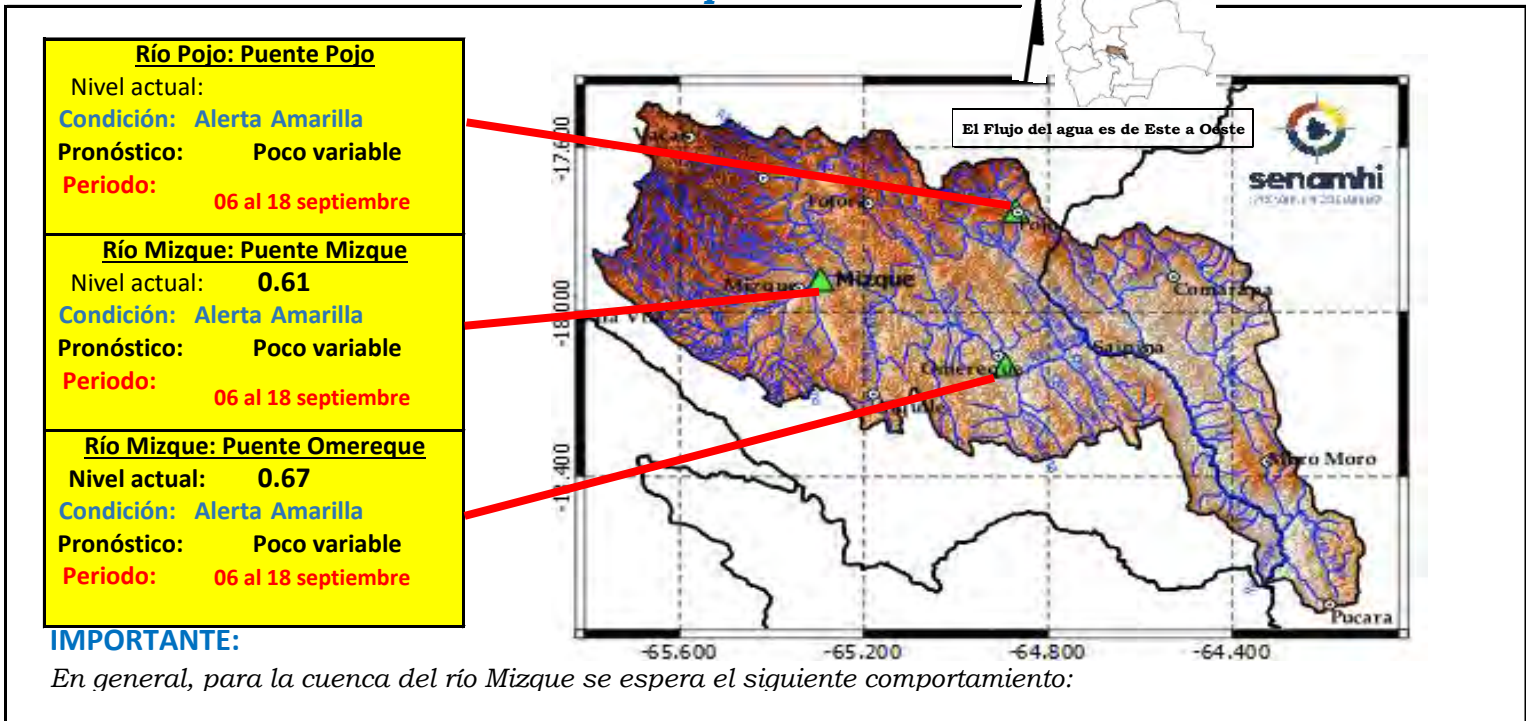 Río Pojo: Puente Pojo
Nivel actual:
Condición: Alerta Amarilla
Pronóstico: Poco variable
Periodo:
06 al 18 septiembre
Río Mizque: Puente Mizque
Nivel actual: 0.61
Condición: Alerta Amarilla
Pronóstico: Poco variable
Periodo:
06 al 18 septiembre
Río Mizque: Puente Omereque
Nivel actual: 0.67
Condición: Alerta Amarilla
Pronóstico: Poco variable
Periodo: 06 al 18 septiembre
El Flujo del agua es de Este a Oeste
senamhi
-17.600
-18.000
Vacas
Totora
Pojo
Mizque
Mizque
Comarapa
Saipina
Omereque
Moro Moro
Pucara
-65.600
-65.200
-64.800
-64.400
IMPORTANTE:
En general, para la cuenca del río Mizque se espera el siguiente comportamiento: